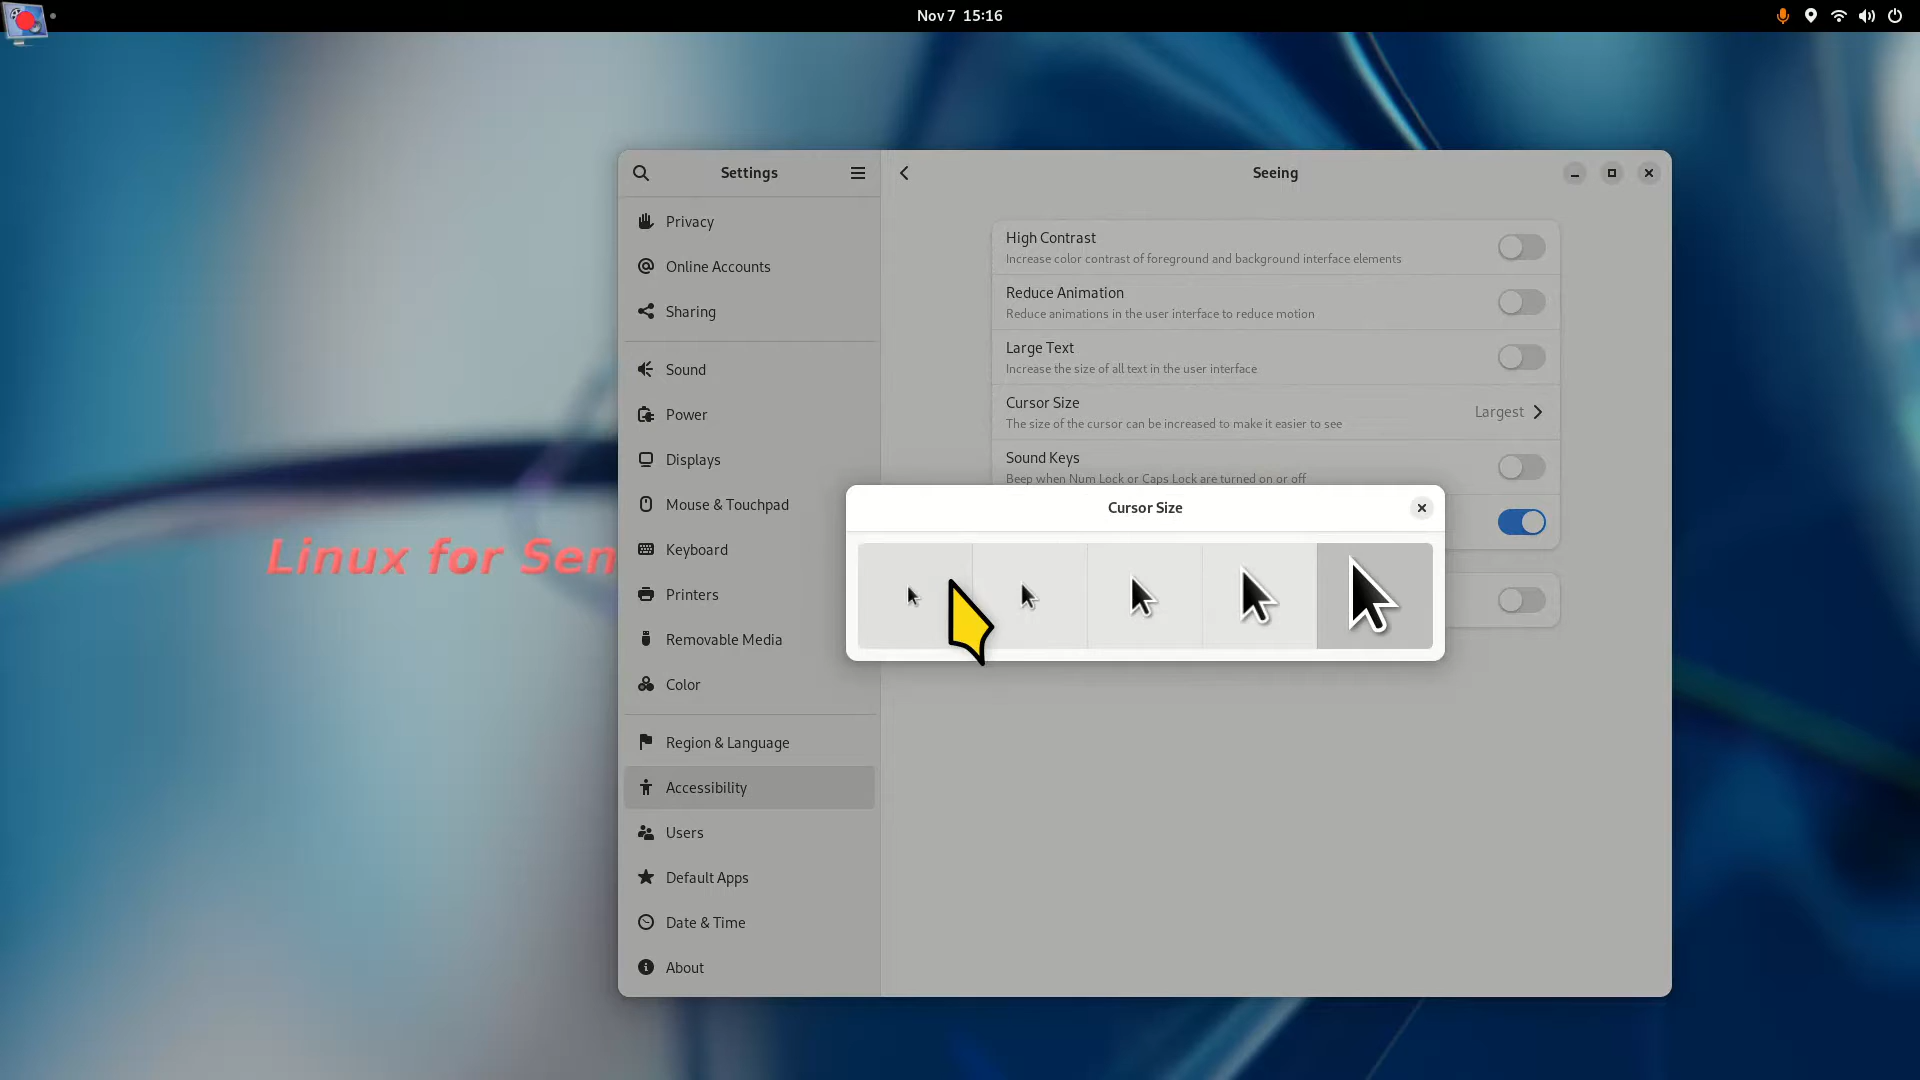 Nov 7 15:16
Settings
Seeing
Privacy
Online Accounts
Sharing
Sound
Power
Displays
Mouse & Touchpad
Keyboard
Printers
Removable Media
Color
Region & Language
Accessibility
Users
Default Apps
Date & Time
About
High Contrast
Increase color contrast of foreground and background interface elements
Reduce Animation
Reduce animations in the user interface to reduce motion
Large Text
Increase the size of all text in the user interface
Cursor Size
Largest
The size of the cursor can be increased to make it easier to see
Sound Keys
Beep when Num Lock or Caps Lock are turned on or off
Cursor Size
Linux for Sen